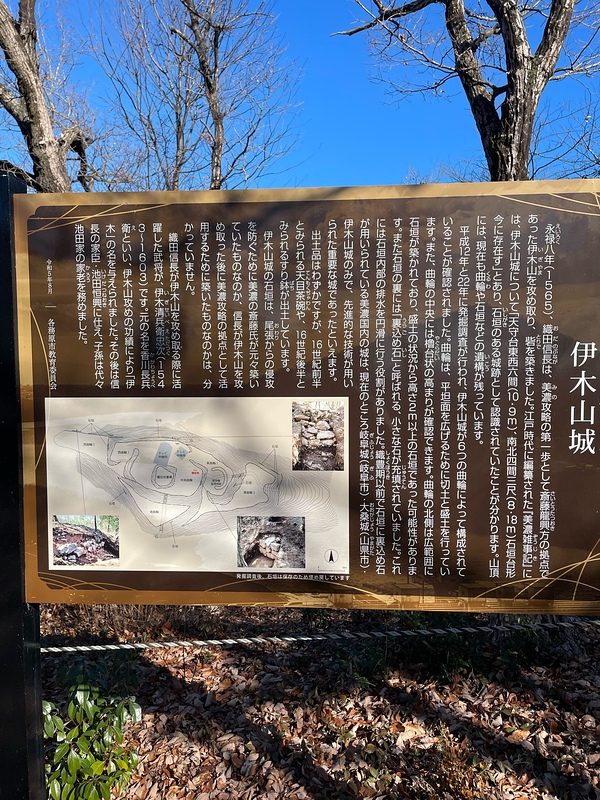 伊木山城
永禄八年(1565)、織田信長は、美濃攻略の第一歩として斎藤龍興方の拠点で
あった伊木山を攻め取り、砦を築きました。江戸時代に編纂された「美濃雑事記」に
は、伊木山城について「天守台東西六間(10・9m)、南北四間三尺(8・18m)石垣台形
今に存す」とあり、石垣のある城跡として認識されていたことが分かります。山頂
には、現在も曲輪や石垣などの遺構が残っています。
平成12年と22年に発掘調査が行われ、伊木山城が6つの曲輪によって構成されて
いることが確認されました。曲輪は、平坦面を広げるために切土と盛土を行ってい
ます。また、曲輪の中央には櫓台状の高まりが確認できます。曲輪の北側は広範囲に
石垣が築かれており、盛土の状況から高さ2m以上の石垣であった可能性がありま
す。また石垣の裏には「裏込め石」と呼ばれる、小さな石が充填されていました。これ
には石垣内部の排水を円滑に行う役割がありました。織豊期以前で石垣に裏込め石
が用いられている美濃国内の城は、現在のところ岐阜城(岐阜市)、大桑城(山県市)、
伊木山城のみで、先進的な技術が用い
られた重要な城であったといえます。
出土品はわずかですが、16世紀前半
とみられる天目茶碗や、16世紀後半と
みられるすり鉢が出土しています。
伊木山城の石垣は、尾張からの侵攻
を防ぐために美濃の斎藤氏が元々築い
ていたものなのか、信長が伊木山を攻
め取った後に美濃攻略の拠点として活
用するために築いたものなのかは、分
かっていません。
織田信長が伊木山を攻め取る際に活
躍した武将が、伊木清兵衛忠次(154
3~1603)です。元の名を香川長兵
衛といい、伊木山攻めの功績により「伊
木」の名を与えられました。その後は信
長の家臣、池田恒興に仕え、子孫は代々
池田家の家老を務めました。
令和5年8月 各務原市教育委員会
発掘調査後、石垣は保存のため埋め戻しています